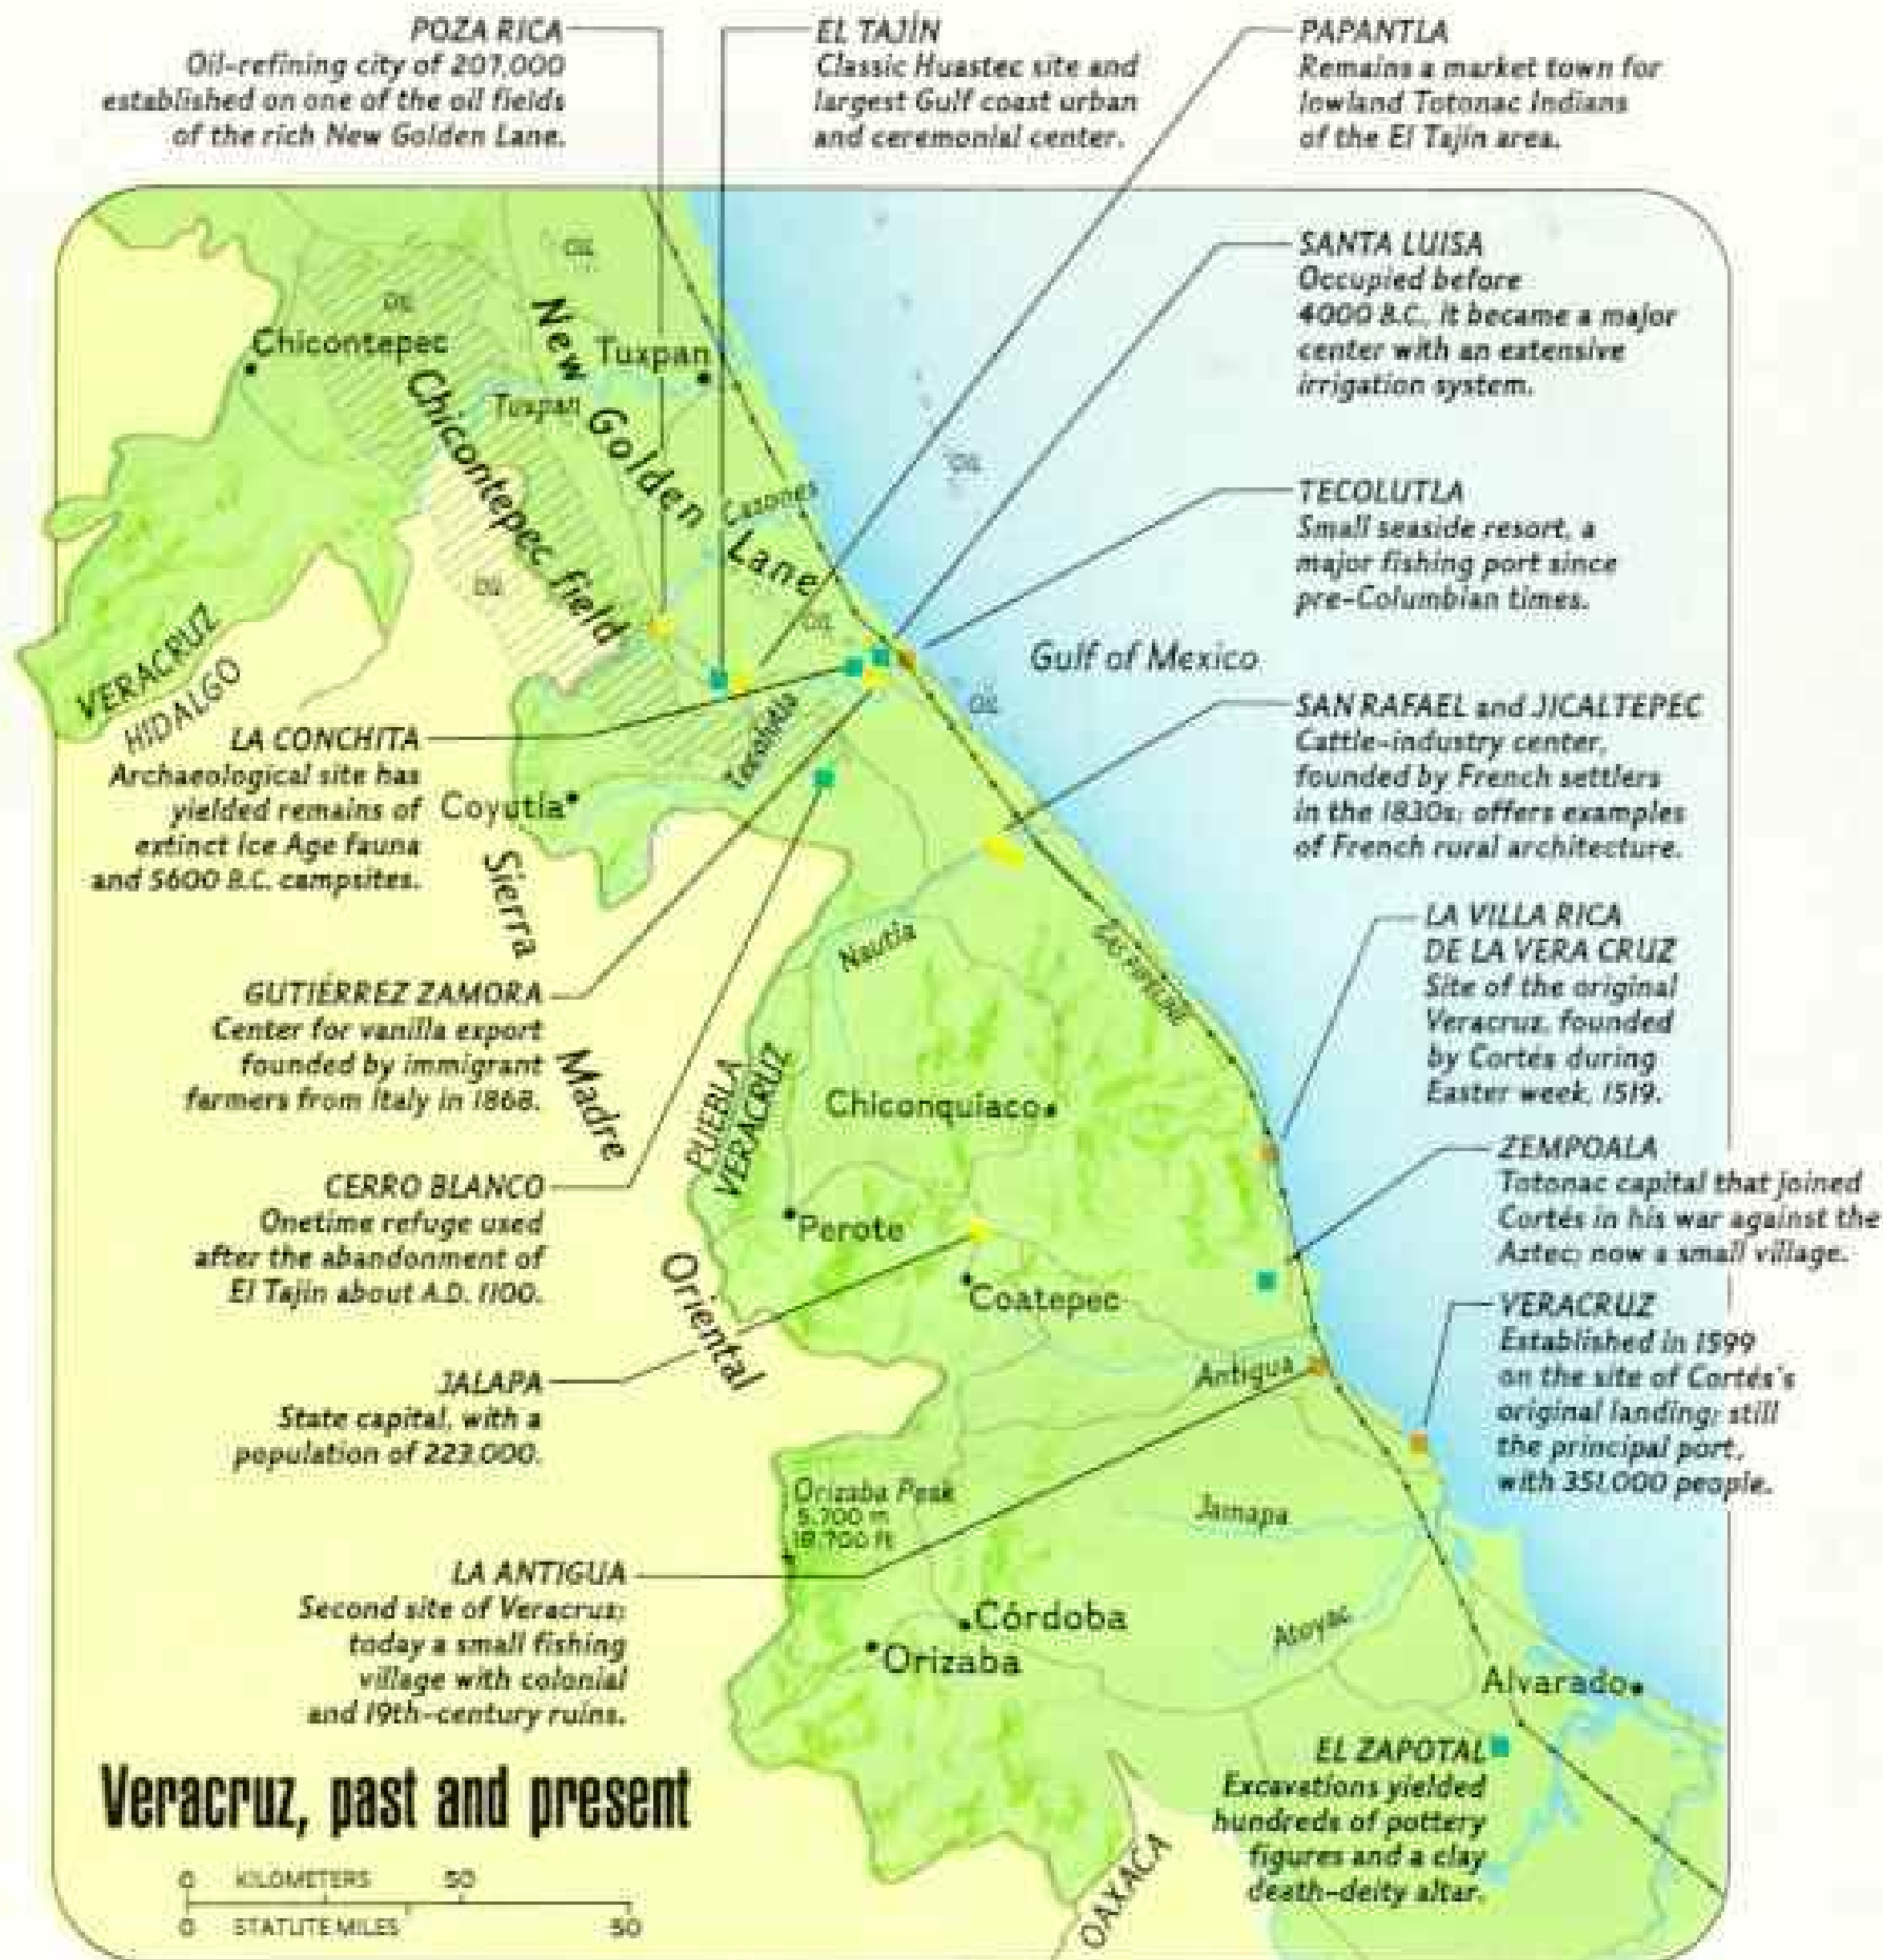 POZA RICA
Oil-refining city of 207,000
established on one of the oil fields
of the rich New Golden Lane.
EL TAJÍN
Classic Huastec site and
largest Gulf coast urban
and ceremonial center.
PAPANTLA
Remains a market town for
lowland Totonac Indians
of the El Tajín area.
SANTA LUISA
Occupied before
4000 B.C., it became a major
center with an extensive
irrigation system.
TECOLUTLA
Small seaside resort, a
major fishing port since
pre-Columbian times.
OIL
OIL
Chicontepec
Tuxpan
Tuxpan
New Golden Lane
Chicontepec field
Cazones
OIL
OIL
OIL
OIL
Gulf of Mexico
VERACRUZ
HIDALGO
SAN RAFAEL and JICALTEPEC
Cattle-industry center,
founded by French settlers
in the 1830s; offers examples
of French rural architecture.
LA CONCHITA
Archaeological site has
yielded remains of
extinct Ice Age fauna
and 5600 B.C. campsites.
Tecolutla
Coyutla
Sierra Madre Oriental
Nautla
GAS PIPELINE
LA VILLA RICA
DE LA VERA CRUZ
Site of the original
Veracruz, founded
by Cortés during
Easter week, 1519.
GUTIÉRREZ ZAMORA
Center for vanilla export
founded by immigrant
farmers from Italy in 1868.
PUEBLA
VERACRUZ
Chiconquiaco
ZEMPOALA
Totonac capital that joined
Cortés in his war against the
Aztec; now a small village.
CERRO BLANCO
Onetime refuge used
after the abandonment of
El Tajín about A.D. 1100.
Perote
Coatepec
VERACRUZ
Established in 1599
on the site of Cortés's
original landing; still
the principal port,
with 351,000 people.
JALAPA
State capital, with a
population of 223,000.
Antigua
Orizaba Peak
5,700 m
18,700 ft
Jamapa
LA ANTIGUA
Second site of Veracruz;
today a small fishing
village with colonial
and 19th-century ruins.
Córdoba
Orizaba
Atoyac
Alvarado
EL ZAPOTAL
Excavations yielded
hundreds of pottery
figures and a clay
death-deity altar.
OAXACA
Veracruz, past and present
0 KILOMETERS 50
0 STATUTE MILES 50